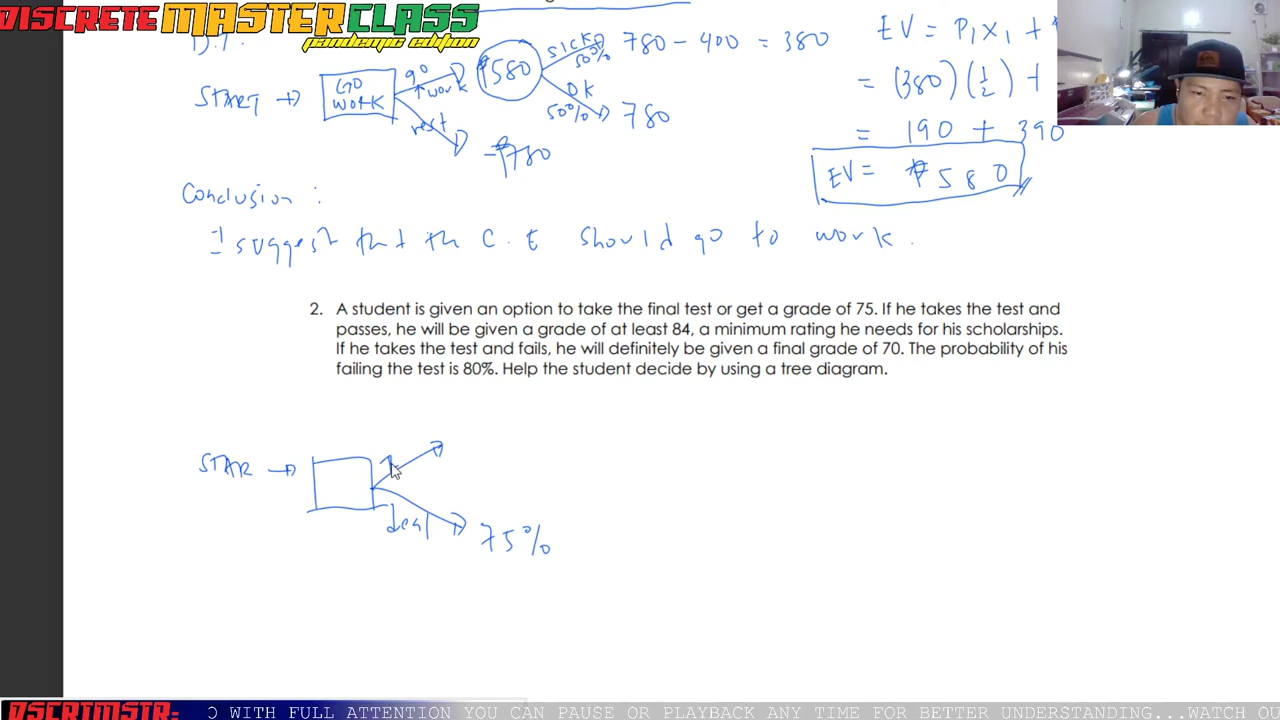 DISCRETE MASTER CLASS
pandemic edition
D.T.
START → GO WORK
go work
rest
₱580
sick 50%
780 - 400 = 380
OK
50%
780
-₱780
EV = P₁X₁ +
= (380)(1/2) +
= 190 + 390
EV = ₱580
Conclusion :
I suggest that the C.E should go to work.
2. A student is given an option to take the final test or get a grade of 75. If he takes the test and
passes, he will be given a grade of at least 84, a minimum rating he needs for his scholarships.
If he takes the test and fails, he will definitely be given a final grade of 70. The probability of his
failing the test is 80%. Help the student decide by using a tree diagram.
STAR →
deal
75%
DSCRTMSTR:
WITH FULL ATTENTION YOU CAN PAUSE OR PLAYBACK ANY TIME FOR BETTER UNDERSTANDING...WATCH OU